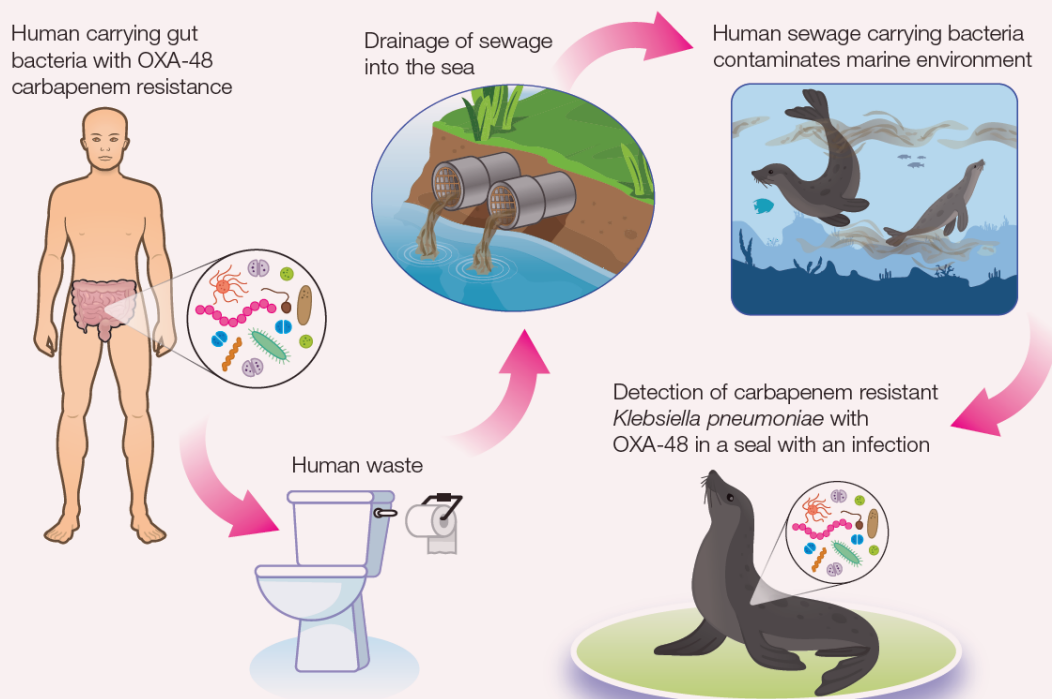 Human carrying gut
bacteria with OXA-48
carbapenem resistance
Human waste
Drainage of sewage
into the sea
Human sewage carrying bacteria
contaminates marine environment
Detection of carbapenem resistant
Klebsiella pneumoniae with
OXA-48 in a seal with an infection